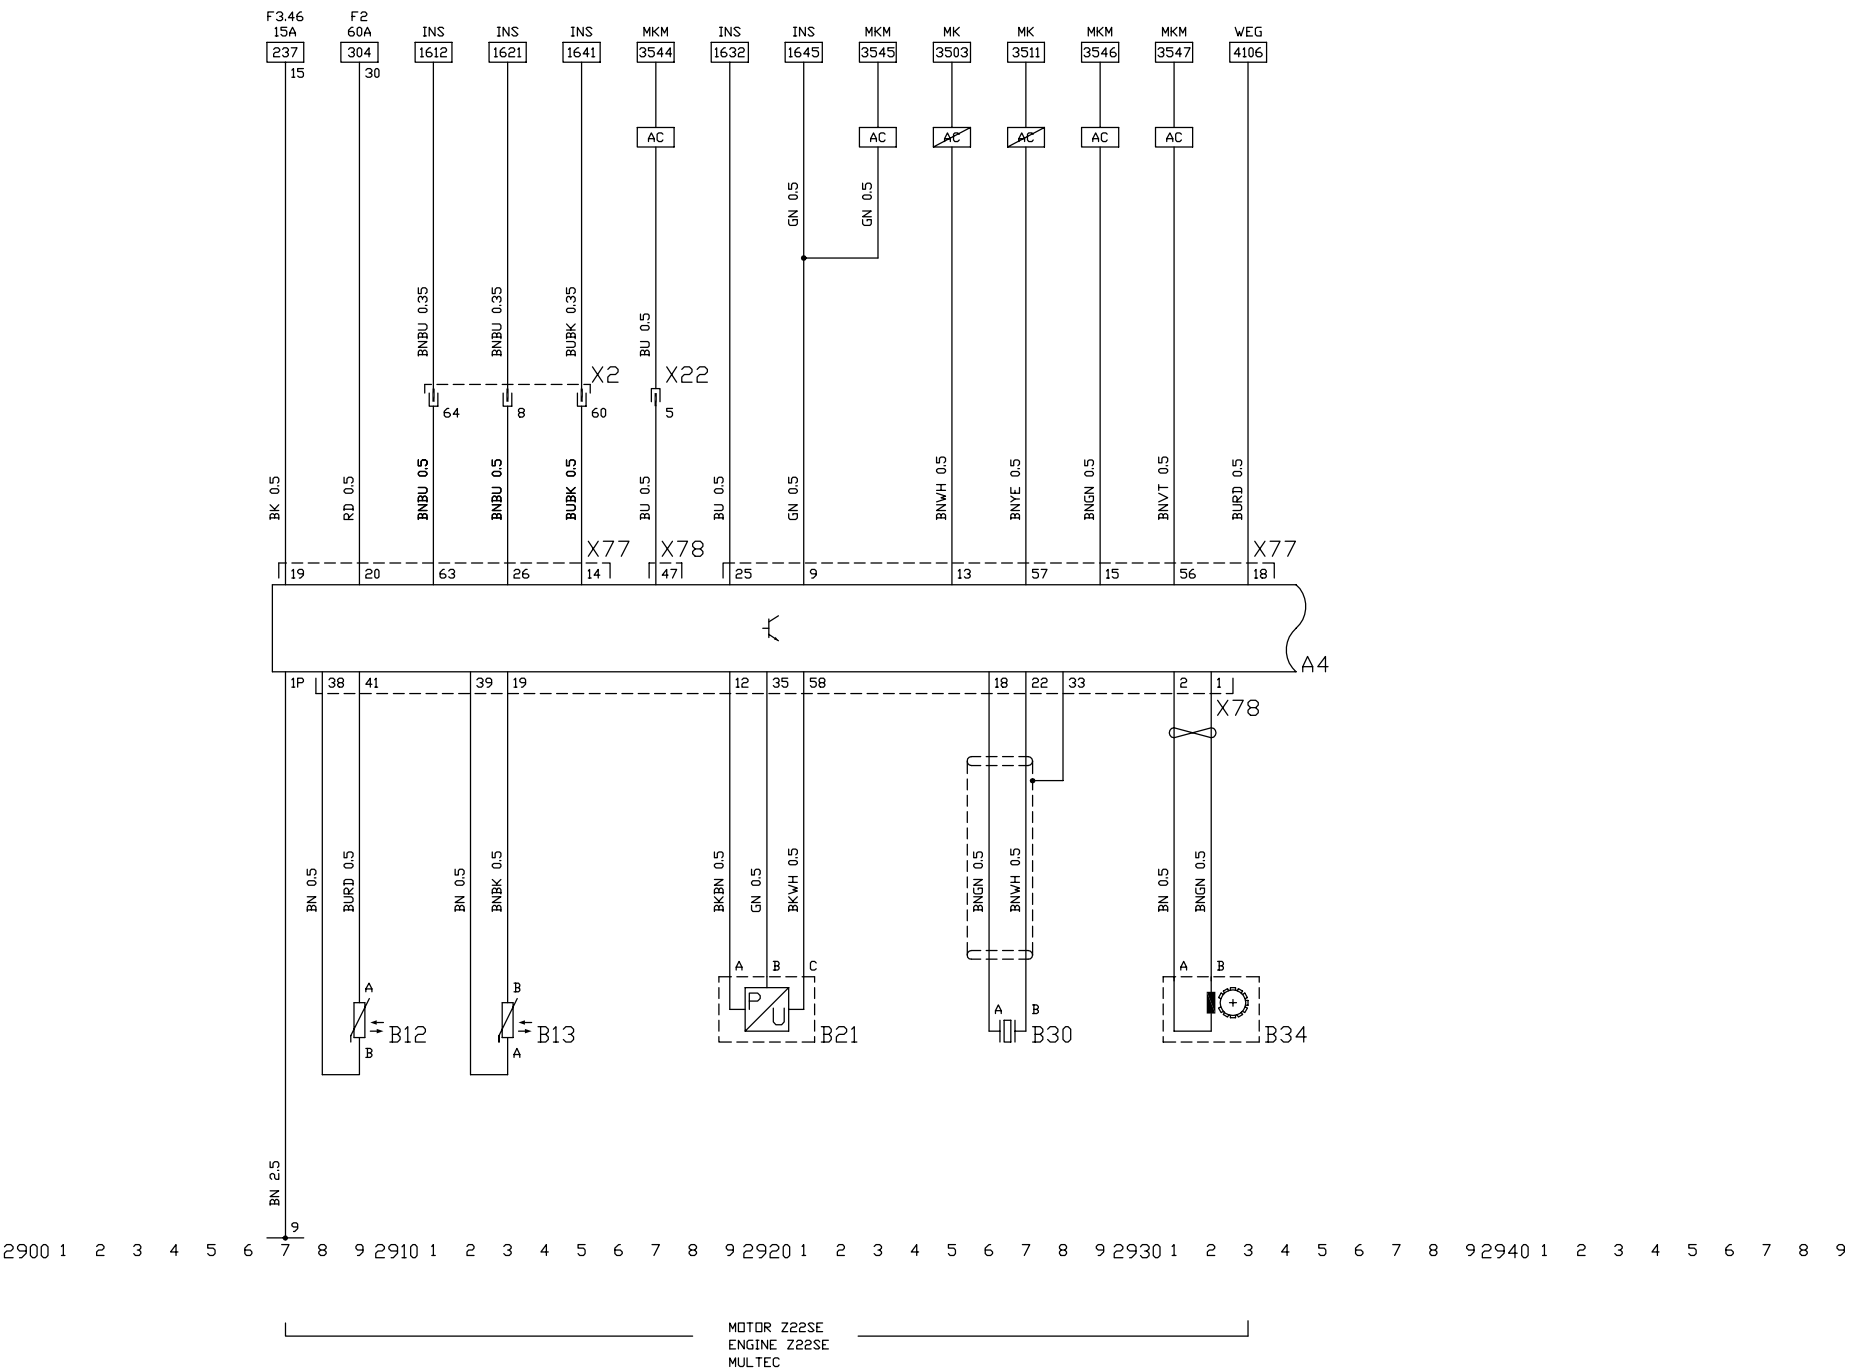 F3.46 F2
15A 60A INS INS INS MKM INS INS MKM MK MK MKM MKM WEG
237 304 1612 1621 1641 3544 1632 1645 3545 3503 3511 3546 3547 4106
15 30
AC AC AC AC AC AC
GN 0.5 GN 0.5
BNBU 0.35 BNBU 0.35 BUBK 0.35 BU 0.5
X2 X22
64 8 60 5
BK 0.5 RD 0.5 BNBU 0.5 BNBU 0.5 BUBK 0.5 BU 0.5 BU 0.5 GN 0.5 BNWH 0.5 BNYE 0.5 BNGN 0.5 BNVT 0.5 BURD 0.5
X77 X78 X77
19 20 63 26 14 47 25 9 13 57 15 56 18
A4
1P 38 41 39 19 12 35 58 18 22 33 2 1
X78
BN 0.5 BURD 0.5 BN 0.5 BNBK 0.5 BKBN 0.5 GN 0.5 BKWH 0.5 BNGN 0.5 BNWH 0.5 BN 0.5 BNGN 0.5
A B C A B
A B P U A B
B12 B13 B21 B30 B34
B A
BN 2.5
9
2900 1 2 3 4 5 6 7 8 9 2910 1 2 3 4 5 6 7 8 9 2920 1 2 3 4 5 6 7 8 9 2930 1 2 3 4 5 6 7 8 9 2940 1 2 3 4 5 6 7 8 9
MOTOR Z22SE
ENGINE Z22SE
MULTEC